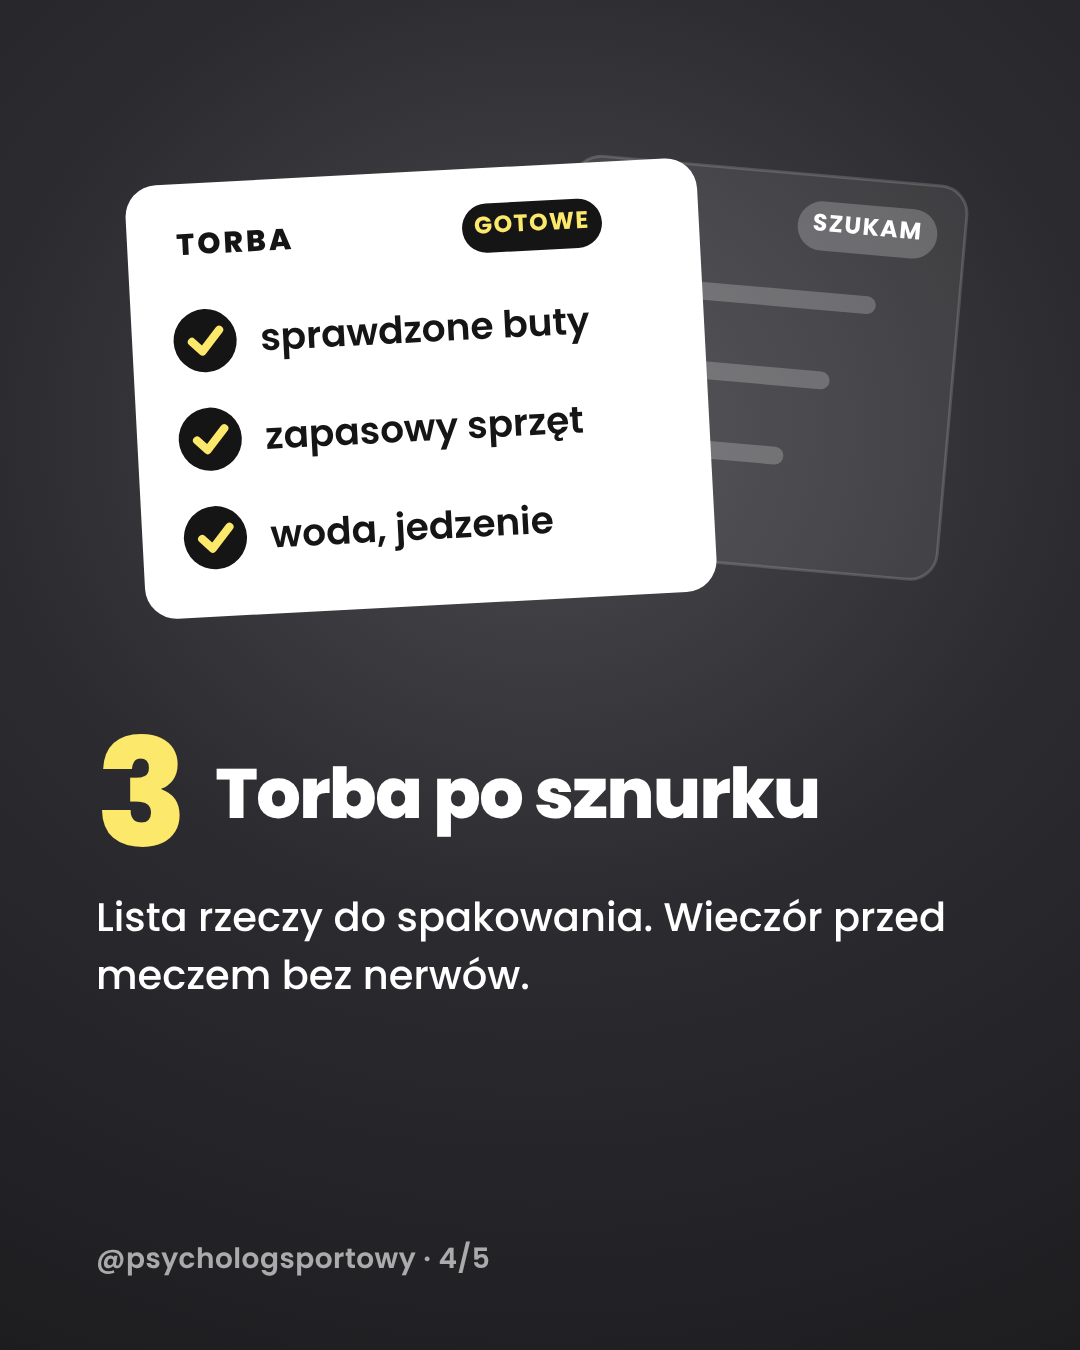 TORBA
GOTOWE
SZUKAM
sprawdzone buty
zapasowy sprzęt
woda, jedzenie
3 Torba po sznurku
Lista rzeczy do spakowania. Wieczór przed
meczem bez nerwów.
@psychologsportowy · 4/5